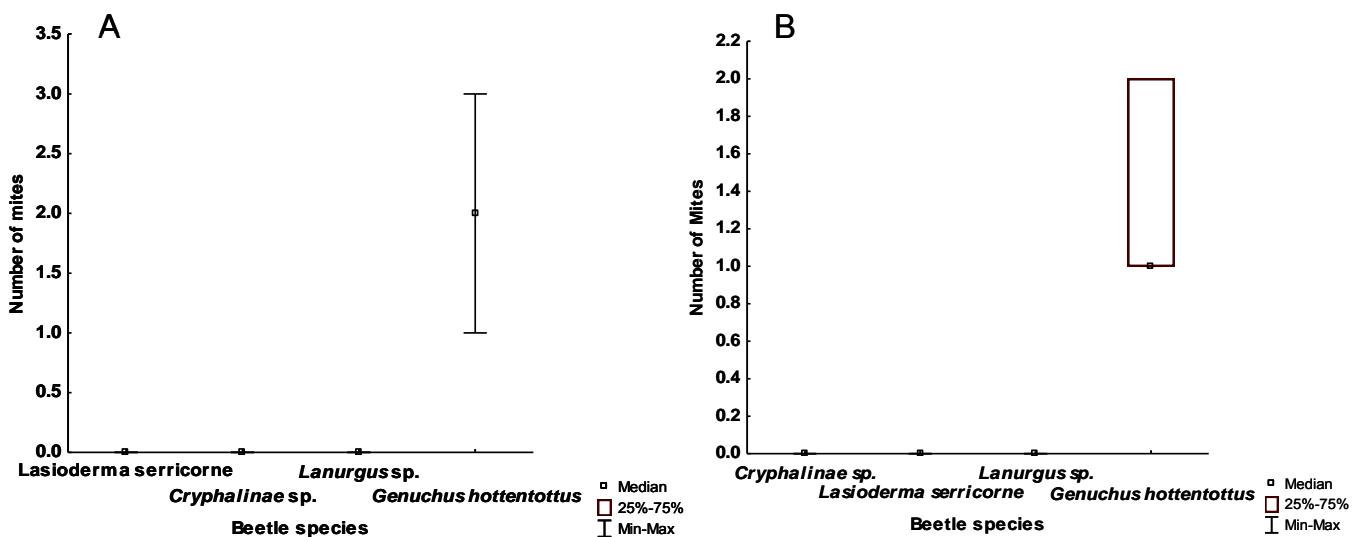 A
3.5
3.0
2.5
2.0
1.5
1.0
0.5
0.0
Number of mites
Lasioderma serricorne
Cryphalinae sp.
Lanurgus sp.
Genuchus hottentottus
Beetle species
Median
25%-75%
Min-Max
B
2.2
2.0
1.8
1.6
1.4
1.2
1.0
0.8
0.6
0.4
0.2
0.0
Number of Mites
Cryphalinae sp.
Lasioderma serricorne
Lanurgus sp.
Genuchus hottentottus
Beetle species
Median
25%-75%
Min-Max